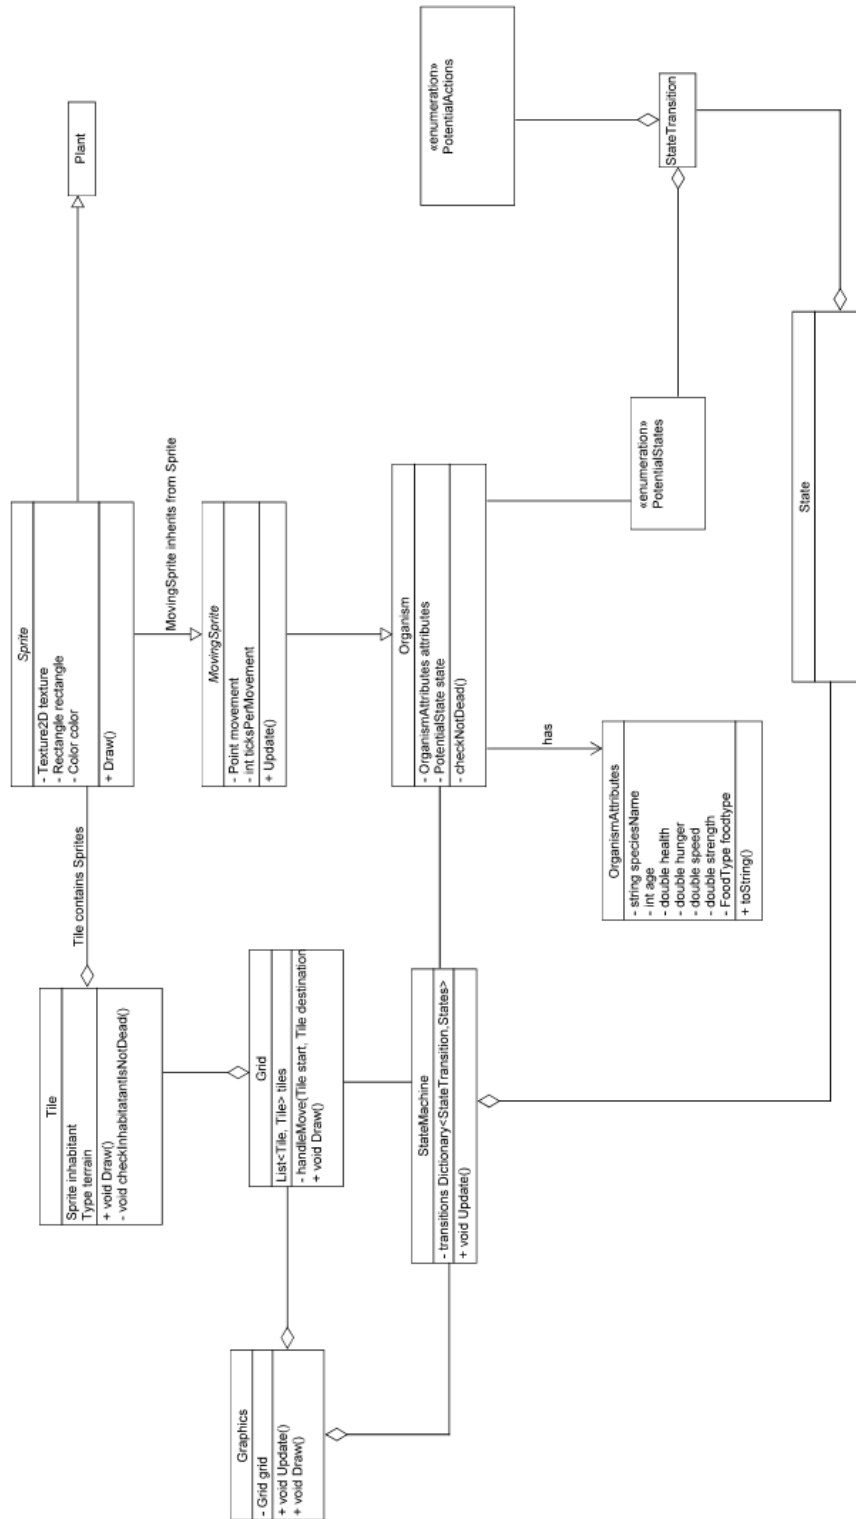 Graphics
- Grid grid
+ void Update()
+ void Draw()
Tile
Sprite inhabitant
Type terrain
+ void Draw()
- void checkInhabitatantIsNotDead()
Tile contains Sprites
Grid
List<Tile, Tile> tiles
- handleMove(Tile start, Tile destination
+ void Draw()
StateMachine
- transitions Dictionary<StateTransition,States>
+ void Update()
Sprite
- Texture2D texture
- Rectangle rectangle
- Color color
+ Draw()
MovingSprite inherits from Sprite
MovingSprite
- Point movement
- int ticksPerMovement
+ Update()
Organism
- OrganismAttributes attributes
- PotentialState state
- checkNotDead()
has
OrganismAttributes
- string speciesName
- int age
- double health
- double hunger
- double speed
- double strength
- FoodType foodtype
+ toString()
Plant
«enumeration»
PotentialActions
StateTransition
«enumeration»
PotentialStates
State